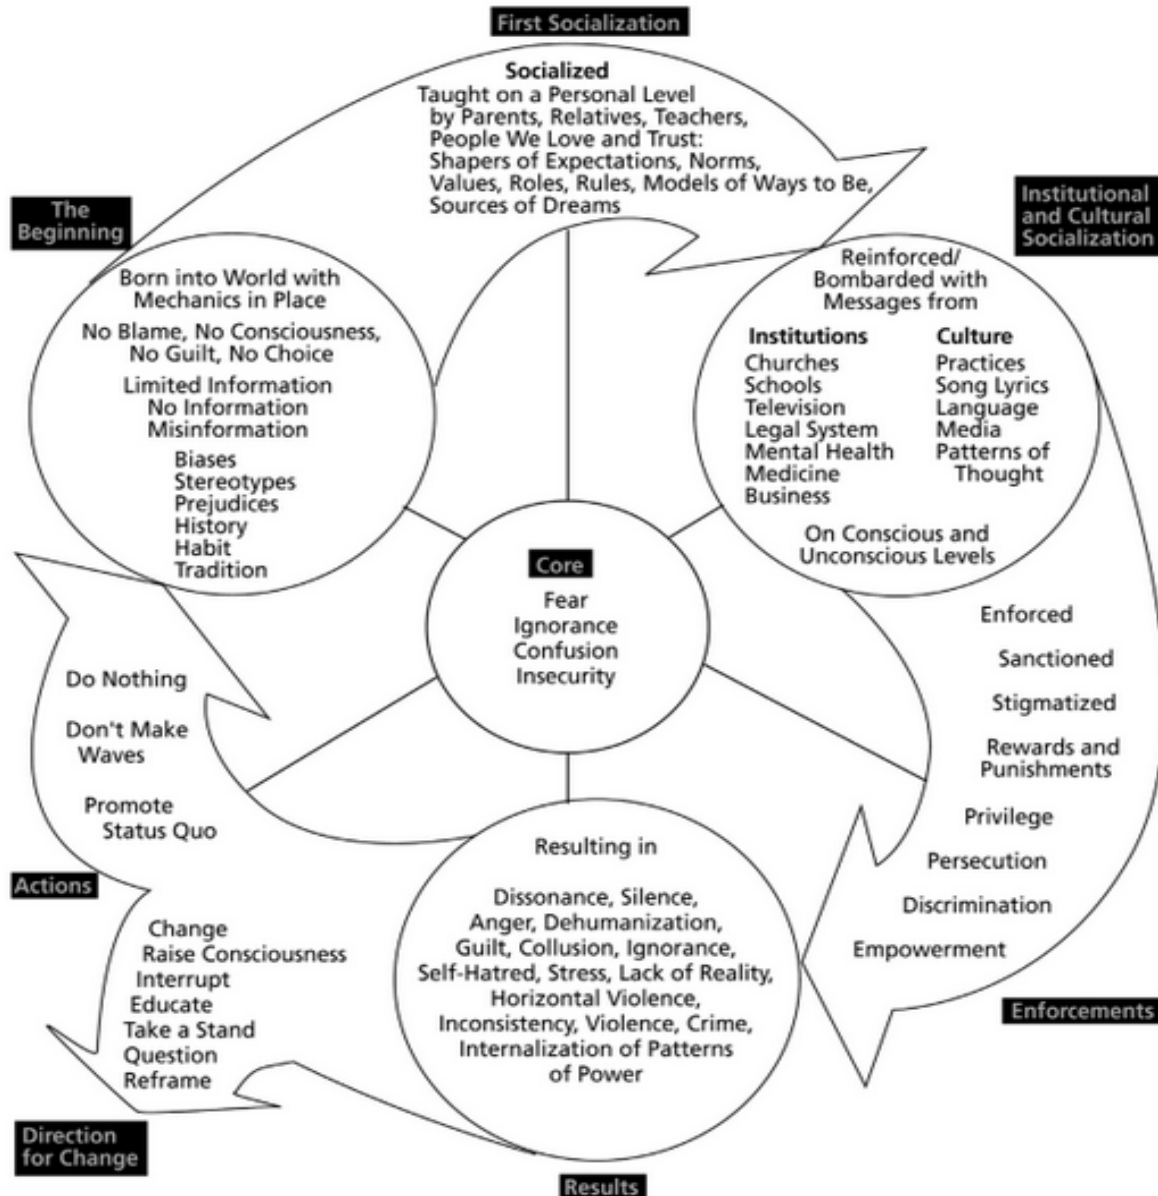 First Socialization
Socialized
Taught on a Personal Level
by Parents, Relatives, Teachers,
People We Love and Trust:
Shapers of Expectations, Norms,
Values, Roles, Rules, Models of Ways to Be,
Sources of Dreams
The
Beginning
Born into World with
Mechanics in Place
No Blame, No Consciousness,
No Guilt, No Choice
Limited Information
No Information
Misinformation
Biases
Stereotypes
Prejudices
History
Habit
Tradition
Institutional
and Cultural
Socialization
Reinforced/
Bombarded with
Messages from
Institutions
Churches
Schools
Television
Legal System
Mental Health
Medicine
Business
Culture
Practices
Song Lyrics
Language
Media
Patterns of
Thought
On Conscious and
Unconscious Levels
Core
Fear
Ignorance
Confusion
Insecurity
Enforced
Sanctioned
Stigmatized
Rewards and
Punishments
Privilege
Persecution
Discrimination
Empowerment
Enforcements
Resulting in
Dissonance, Silence,
Anger, Dehumanization,
Guilt, Collusion, Ignorance,
Self-Hatred, Stress, Lack of Reality,
Horizontal Violence,
Inconsistency, Violence, Crime,
Internalization of Patterns
of Power
Results
Do Nothing
Don't Make
Waves
Promote
Status Quo
Actions
Change
Raise Consciousness
Interrupt
Educate
Take a Stand
Question
Reframe
Direction
for Change